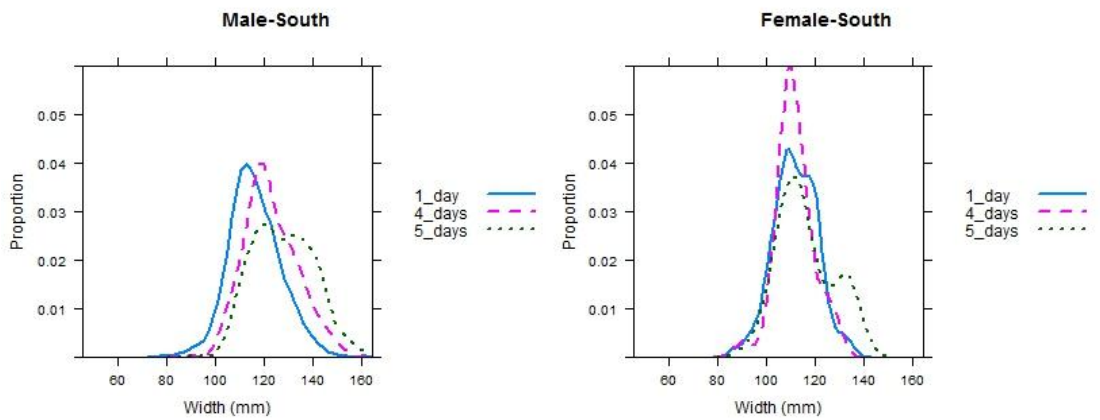 Male-South
Female-South
Proportion
0.05
0.04
0.03
0.02
0.01
60 80 100 120 140 160
Width (mm)
1_day
4_days
5_days
Proportion
0.05
0.04
0.03
0.02
0.01
60 80 100 120 140 160
Width (mm)
1_day
4_days
5_days